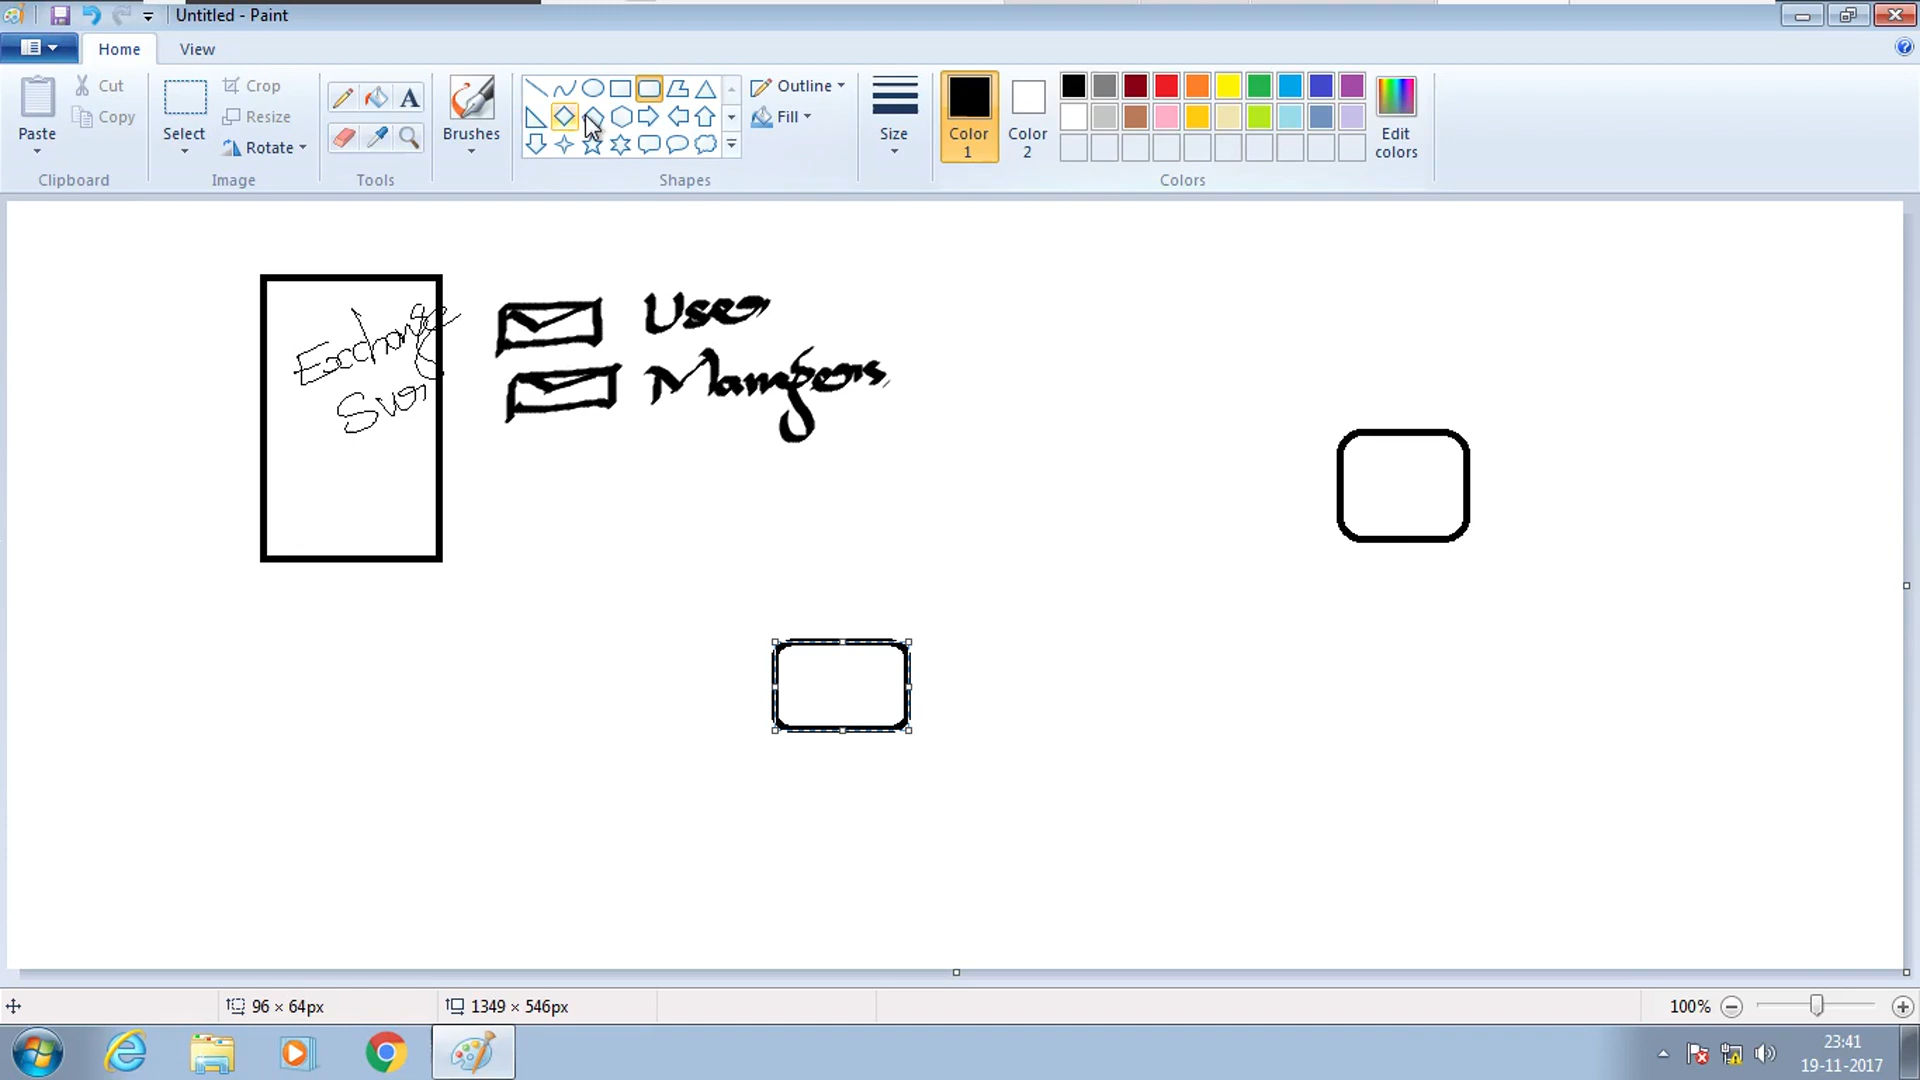 Untitled - Paint
Home
View
Paste
Cut
Copy
Clipboard
Select
Crop
Resize
Rotate
Image
Tools
Brushes
Shapes
Outline
Fill
Size
Color
1
Color
2
Edit
colors
Colors
Exchange
User
96 × 64px
1349 × 546px
100%
23:41
19-11-2017